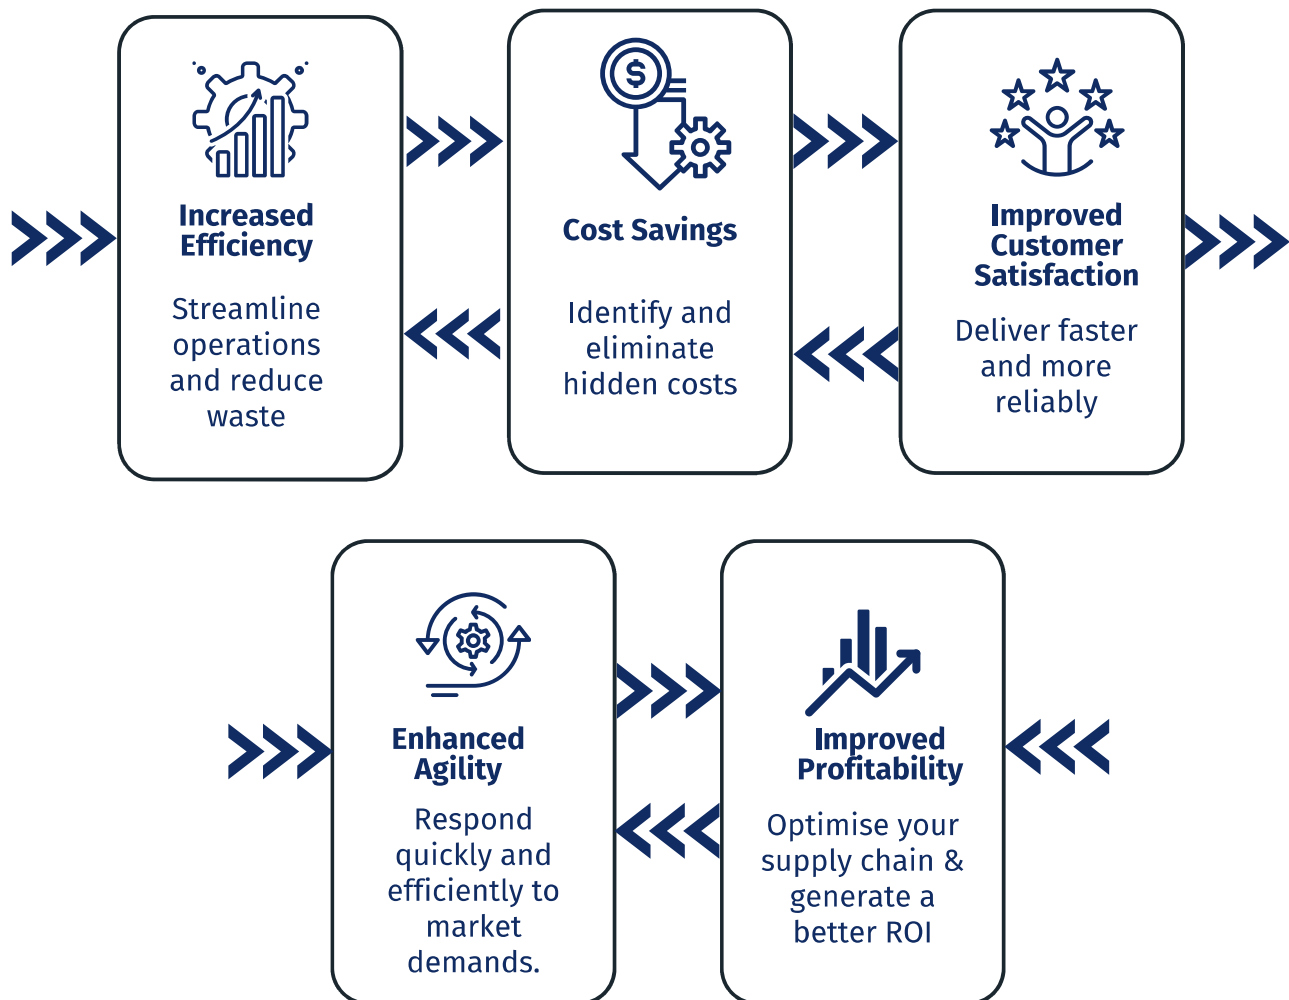 Increased
Efficiency
Streamline
operations
and reduce
waste
$
Cost Savings
Identify and
eliminate
hidden costs
Improved
Customer
Satisfaction
Deliver faster
and more
reliably
Enhanced
Agility
Respond
quickly and
efficiently to
market
demands.
Improved
Profitability
Optimise your
supply chain &
generate a
better ROI